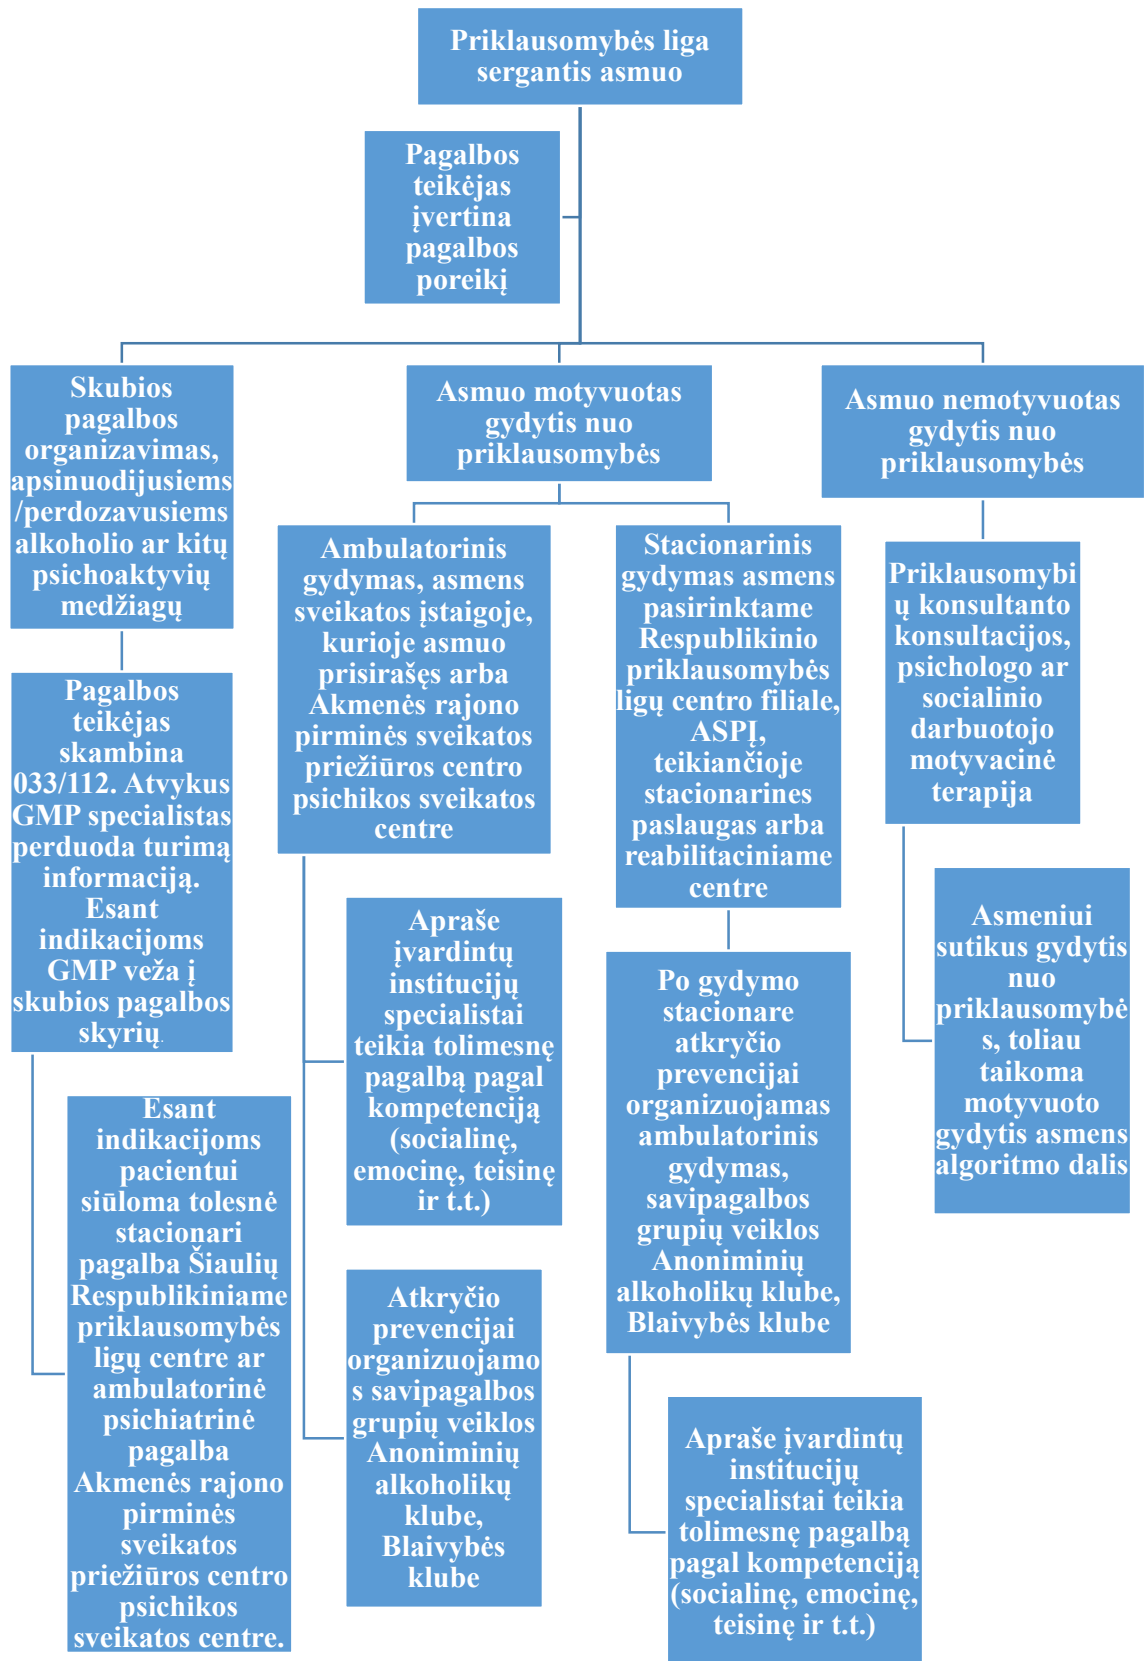 Priklausomybės liga
sergantis asmuo
Pagalbos
teikėjas
įvertina
pagalbos
poreikį
Skubios
pagalbos
organizavimas,
apsinuodijusiems
/perdozavusiems
alkoholio ar kitų
psichoaktyvių
medžiagų
Pagalbos
teikėjas
skambina
033/112. Atvykus
GMP specialistas
perduoda turimą
informaciją.
Esant
indikacijoms
GMP veža į
skubios pagalbos
skyrių.
Esant
indikacijoms
pacientui
siūloma tolesnė
stacionari
pagalba Šiaulių
Respublikiniame
priklausomybės
ligų centre ar
ambulatorinė
psichiatrinė
pagalba
Akmenės rajono
pirminės
sveikatos
priežiūros centro
psichikos
sveikatos centre.
Asmuo motyvuotas
gydytis nuo
priklausomybės
Ambulatorinis
gydymas, asmens
sveikatos įstaigoje,
kurioje asmuo
prisirašęs arba
Akmenės rajono
pirminės sveikatos
priežiūros centro
psichikos sveikatos
centre
Apraše
įvardintų
institucijų
specialistai
teikia tolimesnę
pagalbą pagal
kompetenciją
(socialinę,
emocinę, teisinę
ir t.t.)
Atkryčio
prevencijai
organizuojamo
s savipagalbos
grupių veiklos
Anoniminių
alkoholikų
klube,
Blaivybės
klube
Stacionarinis
gydymas asmens
pasirinktame
Respublikinio
priklausomybės
ligų centro filiale,
ASPĮ,
teikiančioje
stacionarines
paslaugas arba
reabilitaciniame
centre
Po gydymo
stacionare
atkryčio
prevencijai
organizuojamas
ambulatorinis
gydymas,
savipagalbos
grupių veiklos
Anoniminių
alkoholikų klube,
Blaivybės klube
Apraše įvardintų
institucijų
specialistai teikia
tolimesnę pagalbą
pagal kompetenciją
(socialinę, emocinę,
teisinę ir t.t.)
Asmuo nemotyvuotas
gydytis nuo
priklausomybės
Priklausomybi
ų konsultanto
konsultacijos,
psichologo ar
socialinio
darbuotojo
motyvacinė
terapija
Asmeniui
sutikus gydytis
nuo
priklausomybė
s, toliau
taikoma
motyvuoto
gydytis asmens
algoritmo dalis